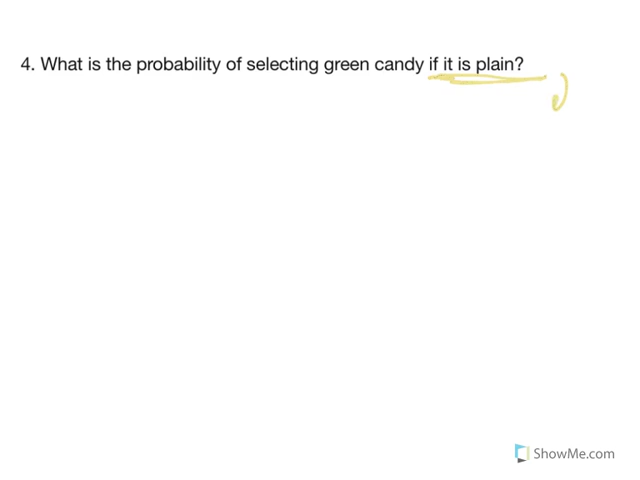 4. What is the probability of selecting green candy if it is plain?
ShowMe.com